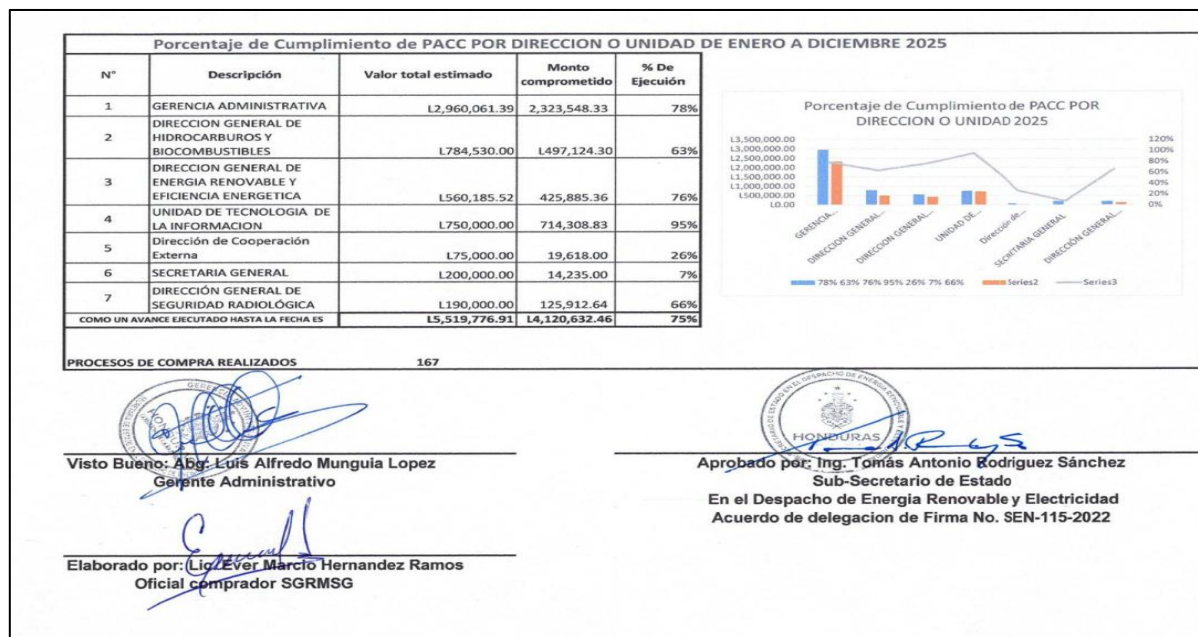 Porcentaje de Cumplimiento de PACC POR DIRECCION O UNIDAD DE ENERO A DICIEMBRE 2025
N° Descripción Valor total estimado Monto comprometido % De Ejecuión
1 GERENCIA ADMINISTRATIVA L2,960,061.39 2,323,548.33 78%
2 DIRECCION GENERAL DE HIDROCARBUROS Y BIOCOMBUSTIBLES L784,530.00 L497,124.30 63%
3 DIRECCION GENERAL DE ENERGIA RENOVABLE Y EFICIENCIA ENERGETICA L560,185.52 425,885.36 76%
4 UNIDAD DE TECNOLOGIA DE LA INFORMACION L750,000.00 714,308.83 95%
5 Dirección de Cooperación Externa L75,000.00 19,618.00 26%
6 SECRETARIA GENERAL L200,000.00 14,235.00 7%
7 DIRECCIÓN GENERAL DE SEGURIDAD RADIOLÓGICA L190,000.00 125,912.64 66%
COMO UN AVANCE EJECUTADO HASTA LA FECHA ES L5,519,776.91 L4,120,632.46 75%
PROCESOS DE COMPRA REALIZADOS 167
Porcentaje de Cumplimiento de PACC POR
DIRECCION O UNIDAD 2025
L3,500,000.00 120%
L3,000,000.00 100%
L2,500,000.00 80%
L2,000,000.00
L1,500,000.00 60%
L1,000,000.00 40%
L500,000.00 20%
L0.00 0%
GERENCIA...
DIRECCION GENERAL...
DIRECCION GENERAL...
UNIDAD DE...
Dirección de...
SECRETARIA GENERAL
DIRECCIÓN GENERAL...
78% 63% 76% 95% 26% 7% 66% Series2 Series3
HONDURAS
Visto Bueno: Abg: Luis Alfredo Munguia Lopez
Gerente Administrativo
HONDURAS
Aprobado por: Ing. Tomás Antonio Rodriguez Sánchez
Sub-Secretario de Estado
En el Despacho de Energia Renovable y Electricidad
Acuerdo de delegacion de Firma No. SEN-115-2022
Elaborado por: Lic. Ever Marcio Hernandez Ramos
Oficial comprador SGRMSG